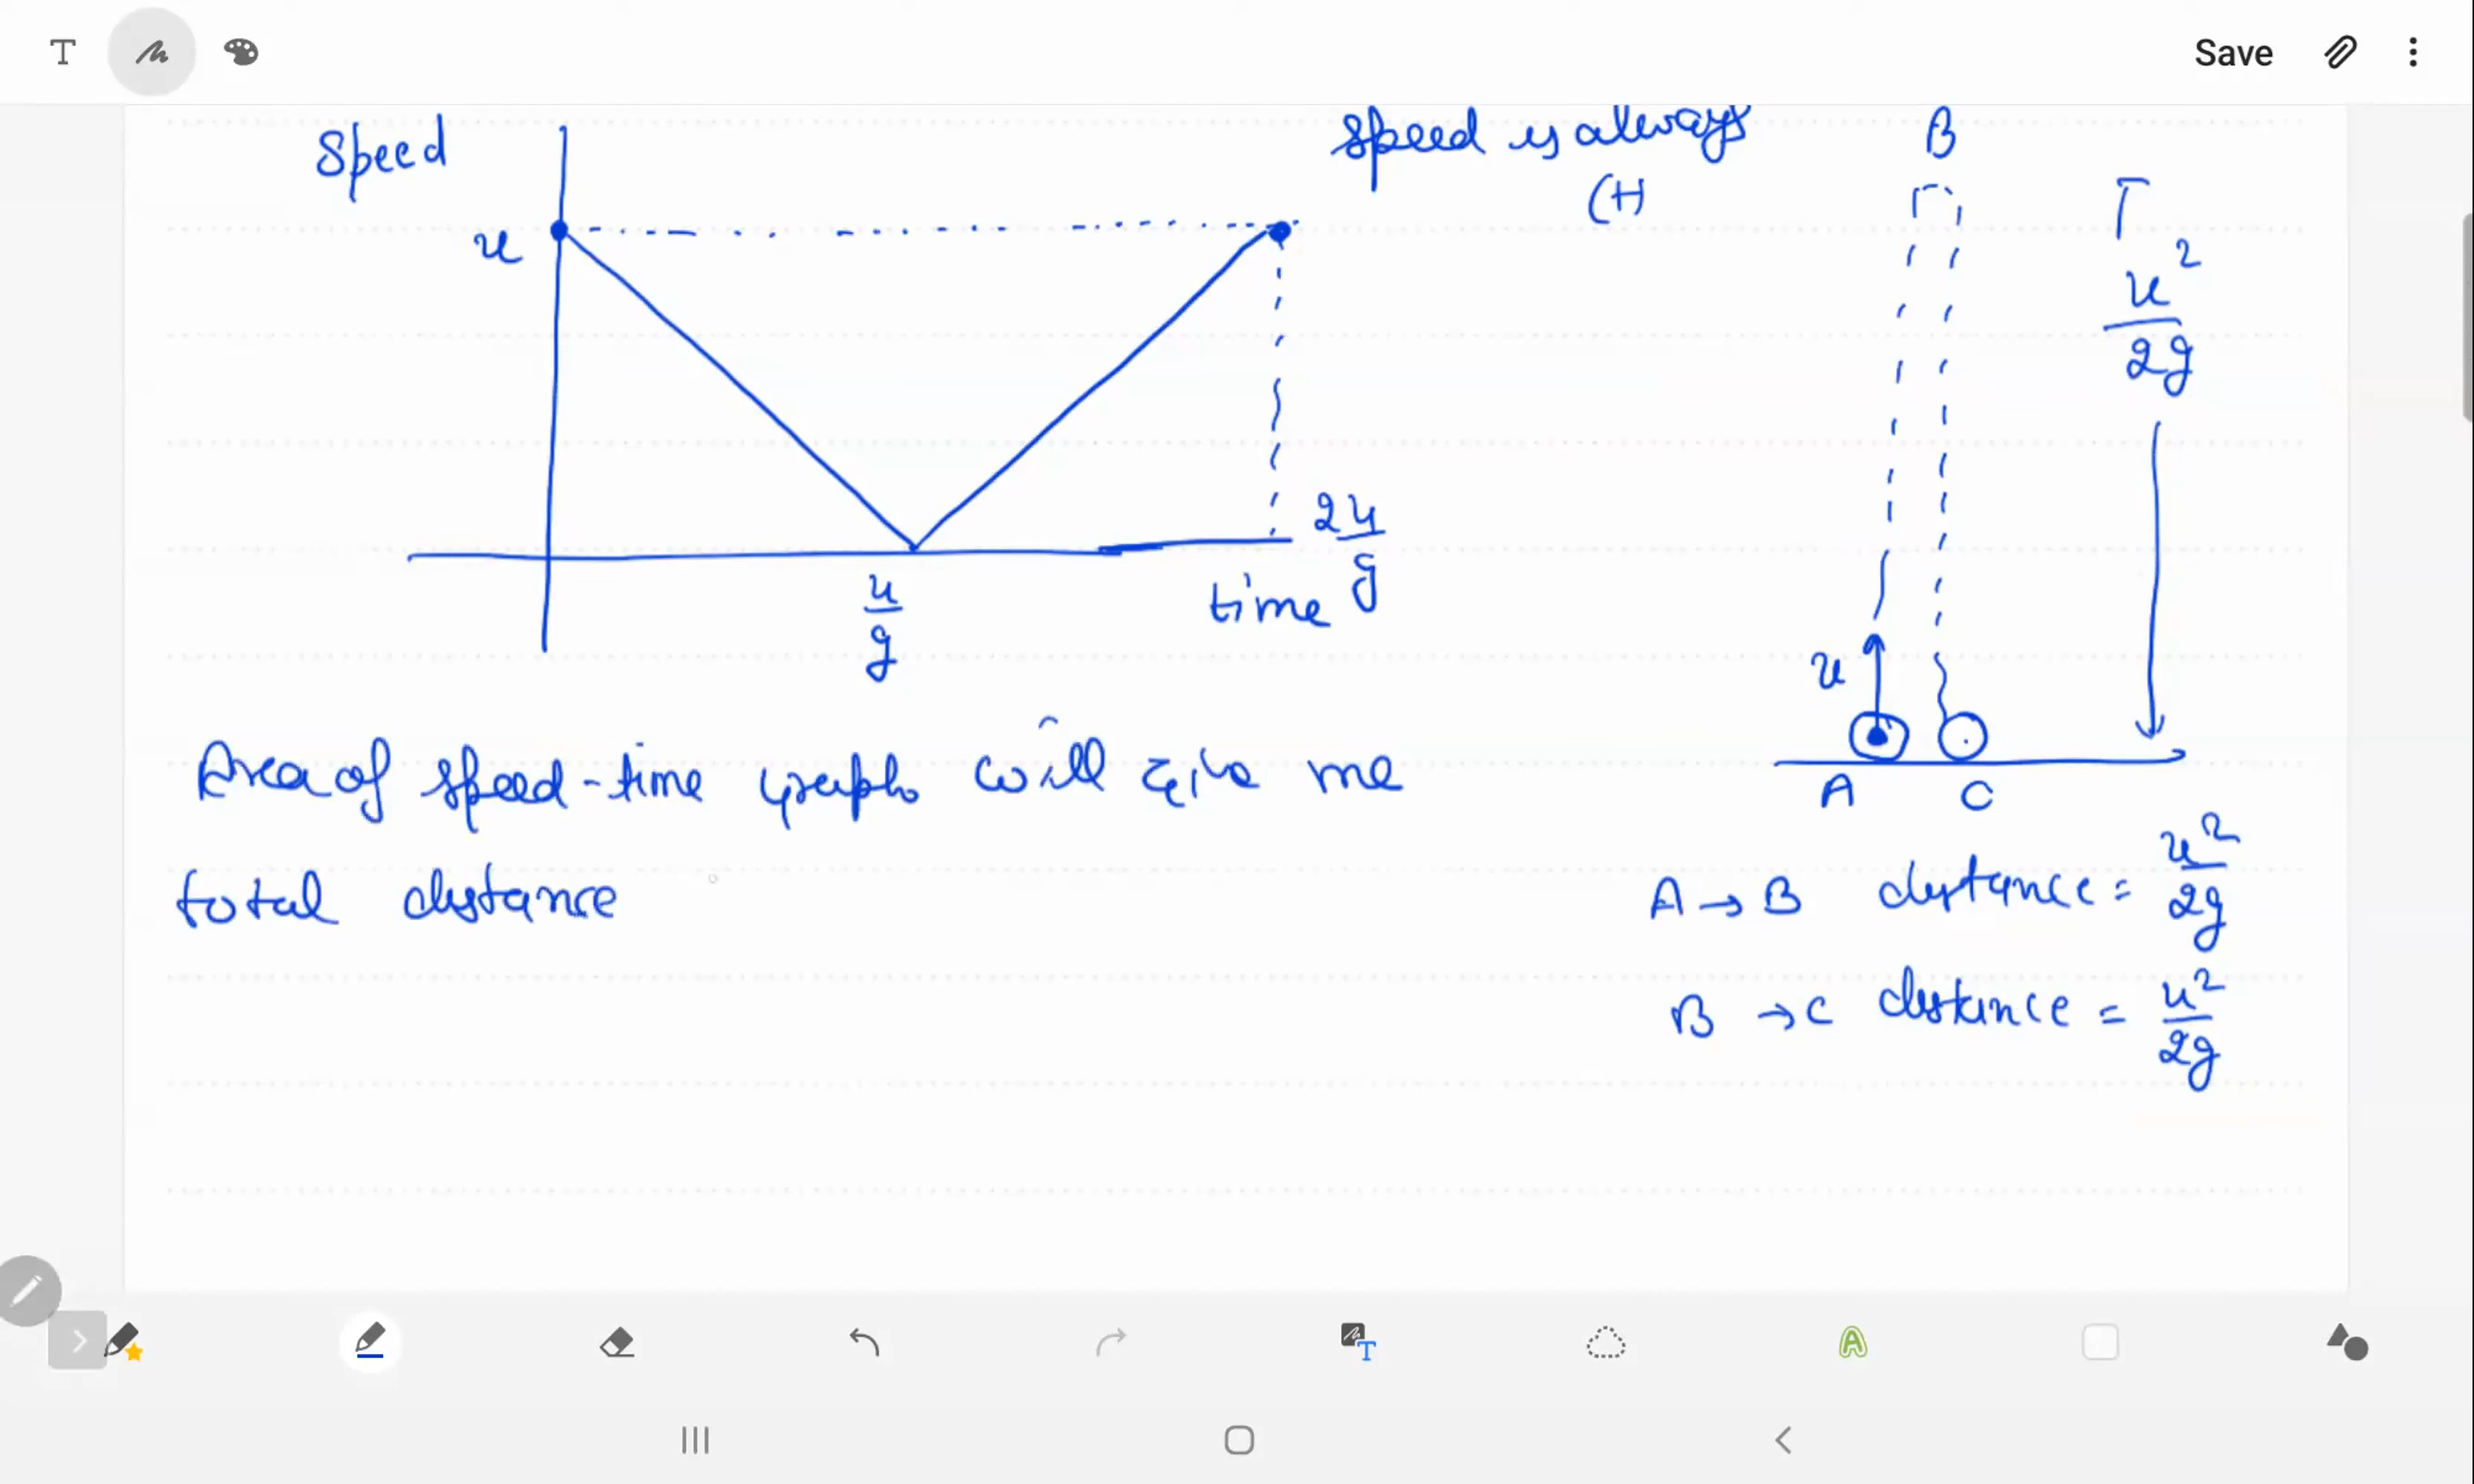 Save
Speed
u
u/g
2u/g
time
speed is always
(+)
B
u²/2g
u
A C
Area of speed-time graph will give me
total distance
A → B distance = u²/2g
B → C distance = u²/2g
T
A